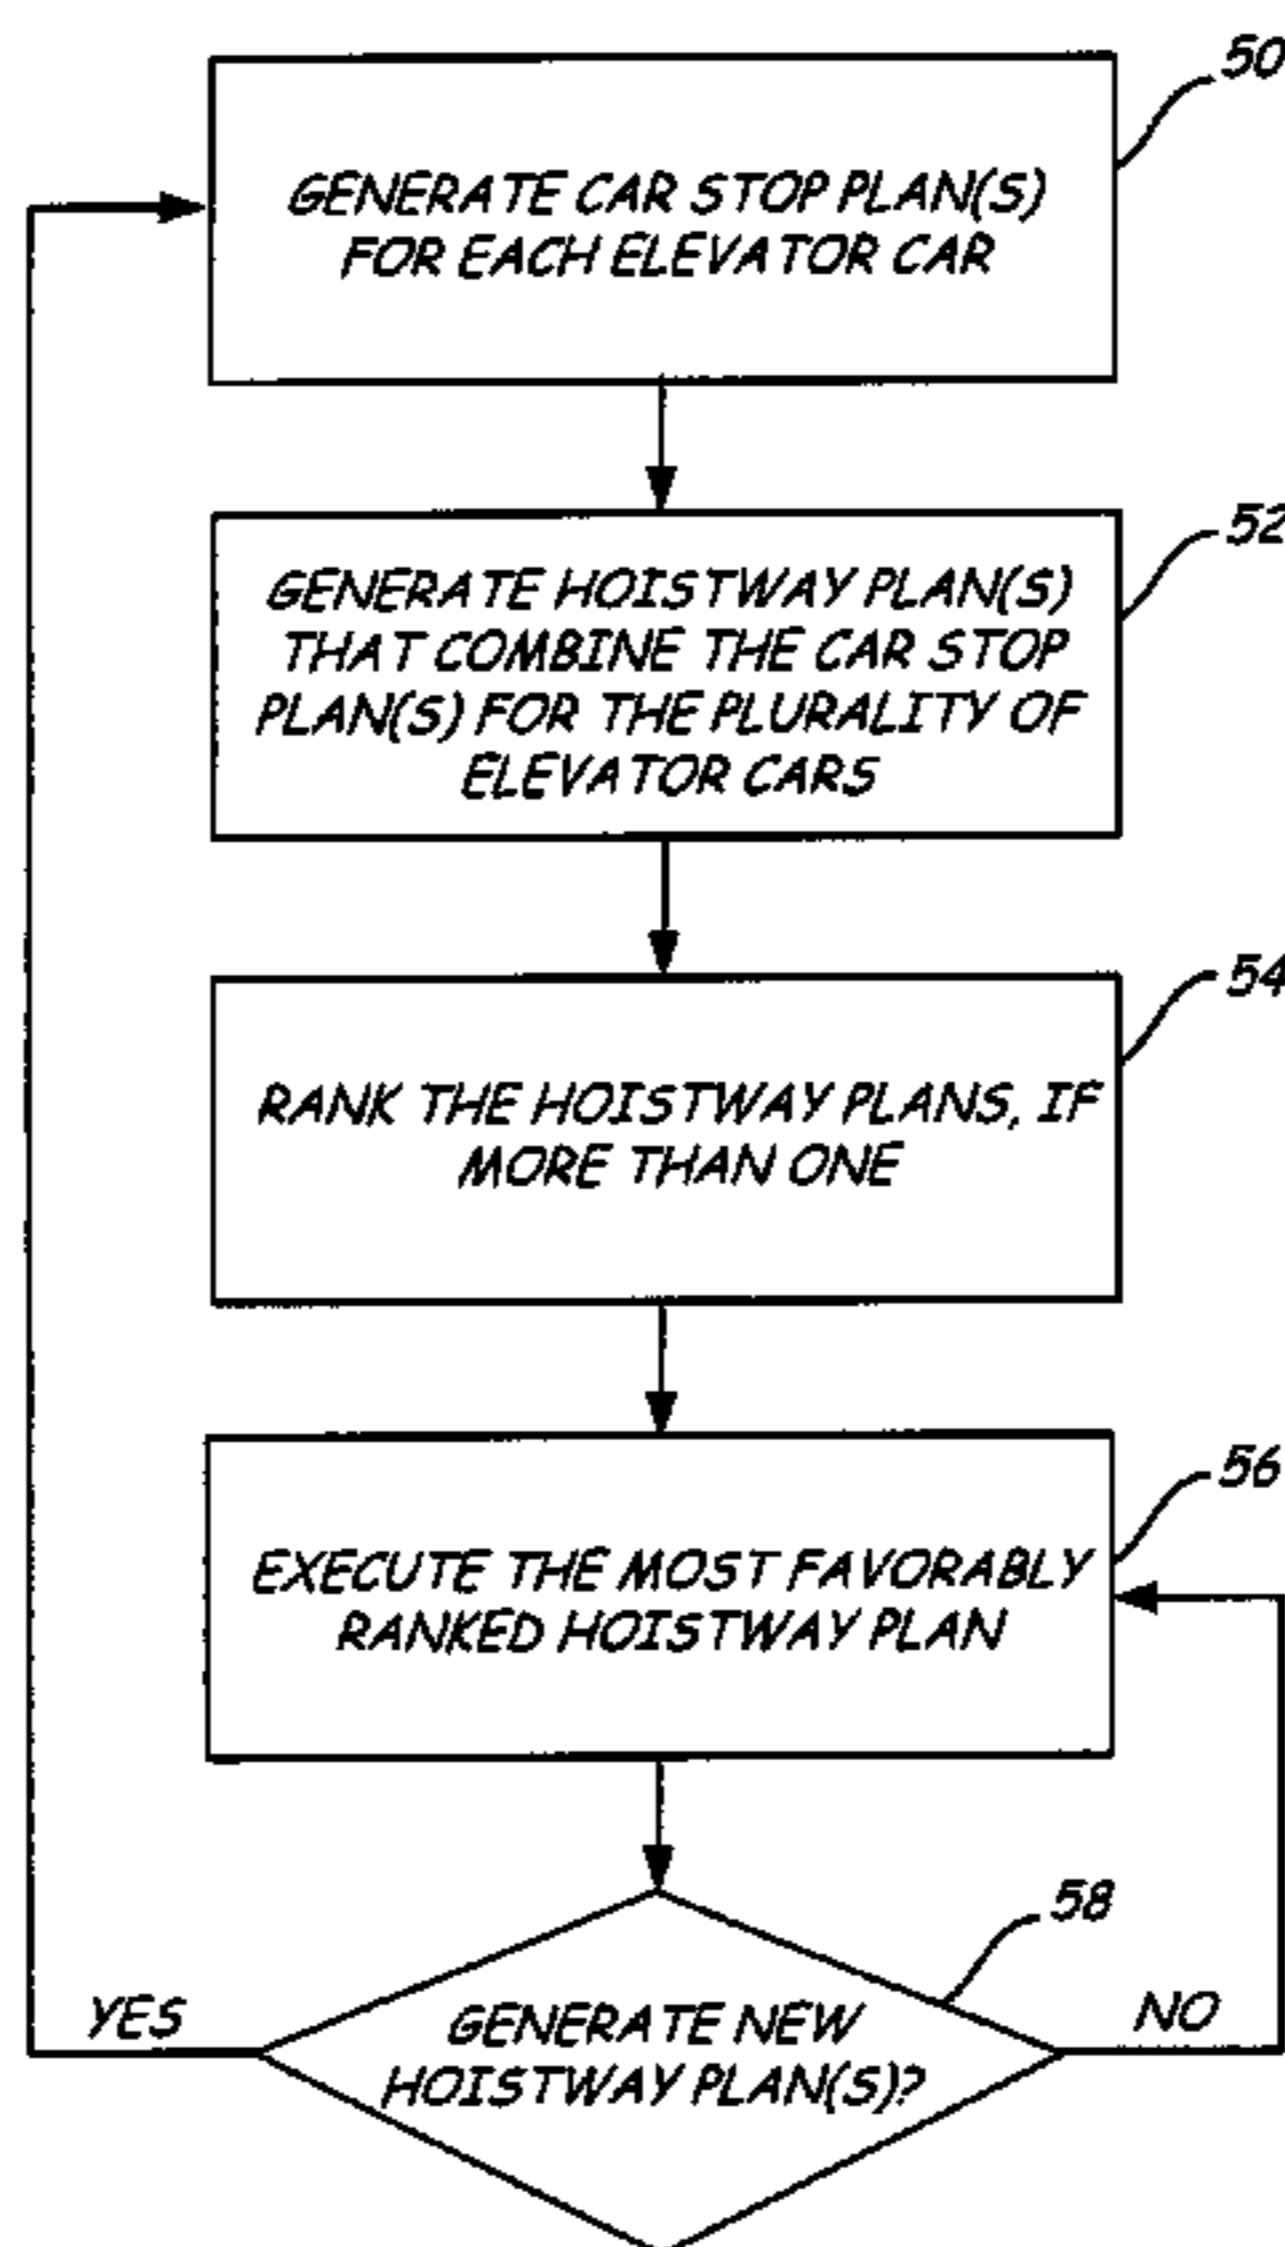 50
GENERATE CAR STOP PLAN(S)
FOR EACH ELEVATOR CAR
52
GENERATE HOISTWAY PLAN(S)
THAT COMBINE THE CAR STOP
PLAN(S) FOR THE PLURALITY OF
ELEVATOR CARS
54
RANK THE HOISTWAY PLANS, IF
MORE THAN ONE
56
EXECUTE THE MOST FAVORABLY
RANKED HOISTWAY PLAN
58
YES
GENERATE NEW
HOISTWAY PLAN(S)?
NO